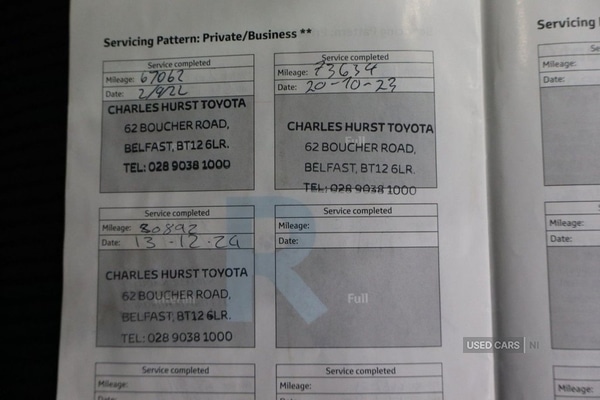 Servicing Pattern: Private/Business **
Service completed
Mileage: 67062
Date: 2/9/22
CHARLES HURST TOYOTA
62 BOUCHER ROAD,
BELFAST, BT12 6LR.
TEL: 028 9038 1000
Service completed
Mileage: 73634
Date: 20-10-23
Full
CHARLES HURST TOYOTA
62 BOUCHER ROAD,
BELFAST, BT12 6LR.
TEL: 028 9038 1000
Service completed
Mileage: 80892
Date: 13-12-24
CHARLES HURST TOYOTA
62 BOUCHER ROAD,
BELFAST, BT12 6LR.
TEL: 028 9038 1000
Service completed
Mileage:
Date:
Full
Service completed
Mileage:
Service completed
Mileage:
Date:
Servicing
Mileage:
Date:
Mileage:
Date:
Mileage:
R
USED CARS NI